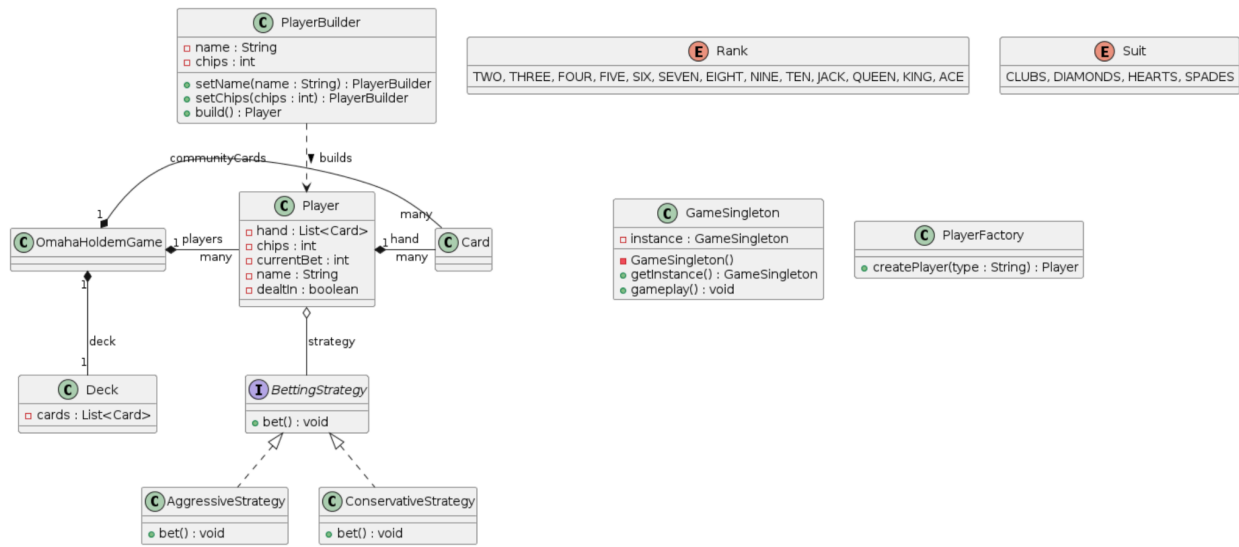 C PlayerBuilder
name : String
chips : int
setName(name : String) : PlayerBuilder
setChips(chips : int) : PlayerBuilder
build() : Player
E Rank
TWO, THREE, FOUR, FIVE, SIX, SEVEN, EIGHT, NINE, TEN, JACK, QUEEN, KING, ACE
E Suit
CLUBS, DIAMONDS, HEARTS, SPADES
communityCards
builds
1
many
C OmahaHoldemGame
1 players
many
C Player
hand : List<Card>
chips : int
currentBet : int
name : String
dealtIn : boolean
1 hand
many
C Card
C GameSingleton
instance : GameSingleton
GameSingleton()
getInstance() : GameSingleton
gameplay() : void
C PlayerFactory
createPlayer(type : String) : Player
1
deck
1
strategy
C Deck
cards : List<Card>
I BettingStrategy
bet() : void
C AggressiveStrategy
bet() : void
C ConservativeStrategy
bet() : void